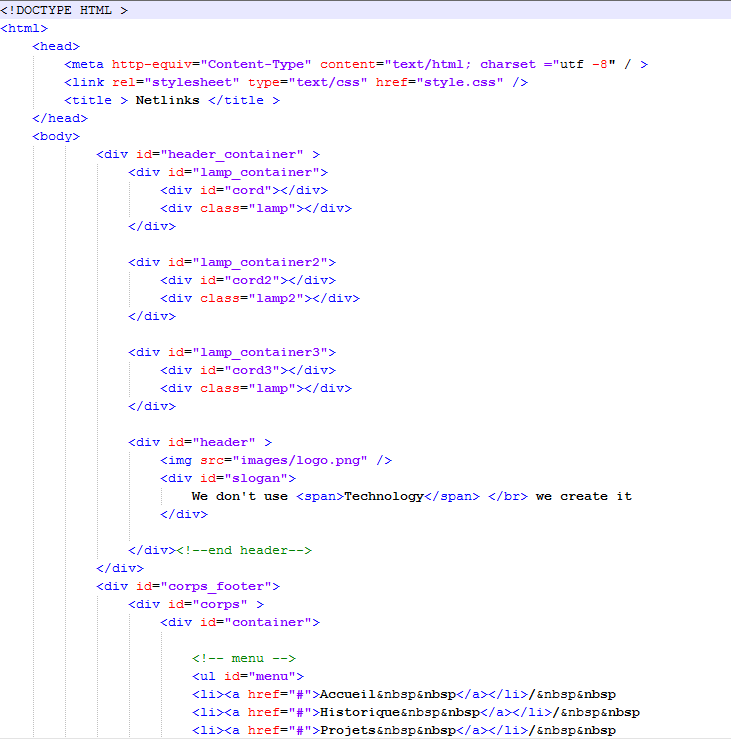 <!DOCTYPE HTML >
<html>
    <head>
        <meta http-equiv="Content-Type" content="text/html; charset ="utf -8" / >
        <link rel="stylesheet" type="text/css" href="style.css" />
        <title > Netlinks </title >
    </head>
    <body>
            <div id="header_container" >
                <div id="lamp_container">
                    <div id="cord"></div>
                    <div class="lamp"></div>
                </div>

                <div id="lamp_container2">
                    <div id="cord2"></div>
                    <div class="lamp2"></div>
                </div>

                <div id="lamp_container3">
                    <div id="cord3"></div>
                    <div class="lamp"></div>
                </div>

                <div id="header" >
                    <img src="images/logo.png" />
                    <div id="slogan">
                        We don't use <span>Technology</span> </br> we create it
                    </div>

                </div><!--end header-->
            </div>
            <div id="corps_footer">
                <div id="corps" >
                    <div id="container">

                        <!-- menu -->
                        <ul id="menu">
                        <li><a href="#">Accueil&nbsp&nbsp</a></li>/&nbsp&nbsp
                        <li><a href="#">Historique&nbsp&nbsp</a></li>/&nbsp&nbsp
                        <li><a href="#">Projets&nbsp&nbsp</a></li>/&nbsp&nbsp